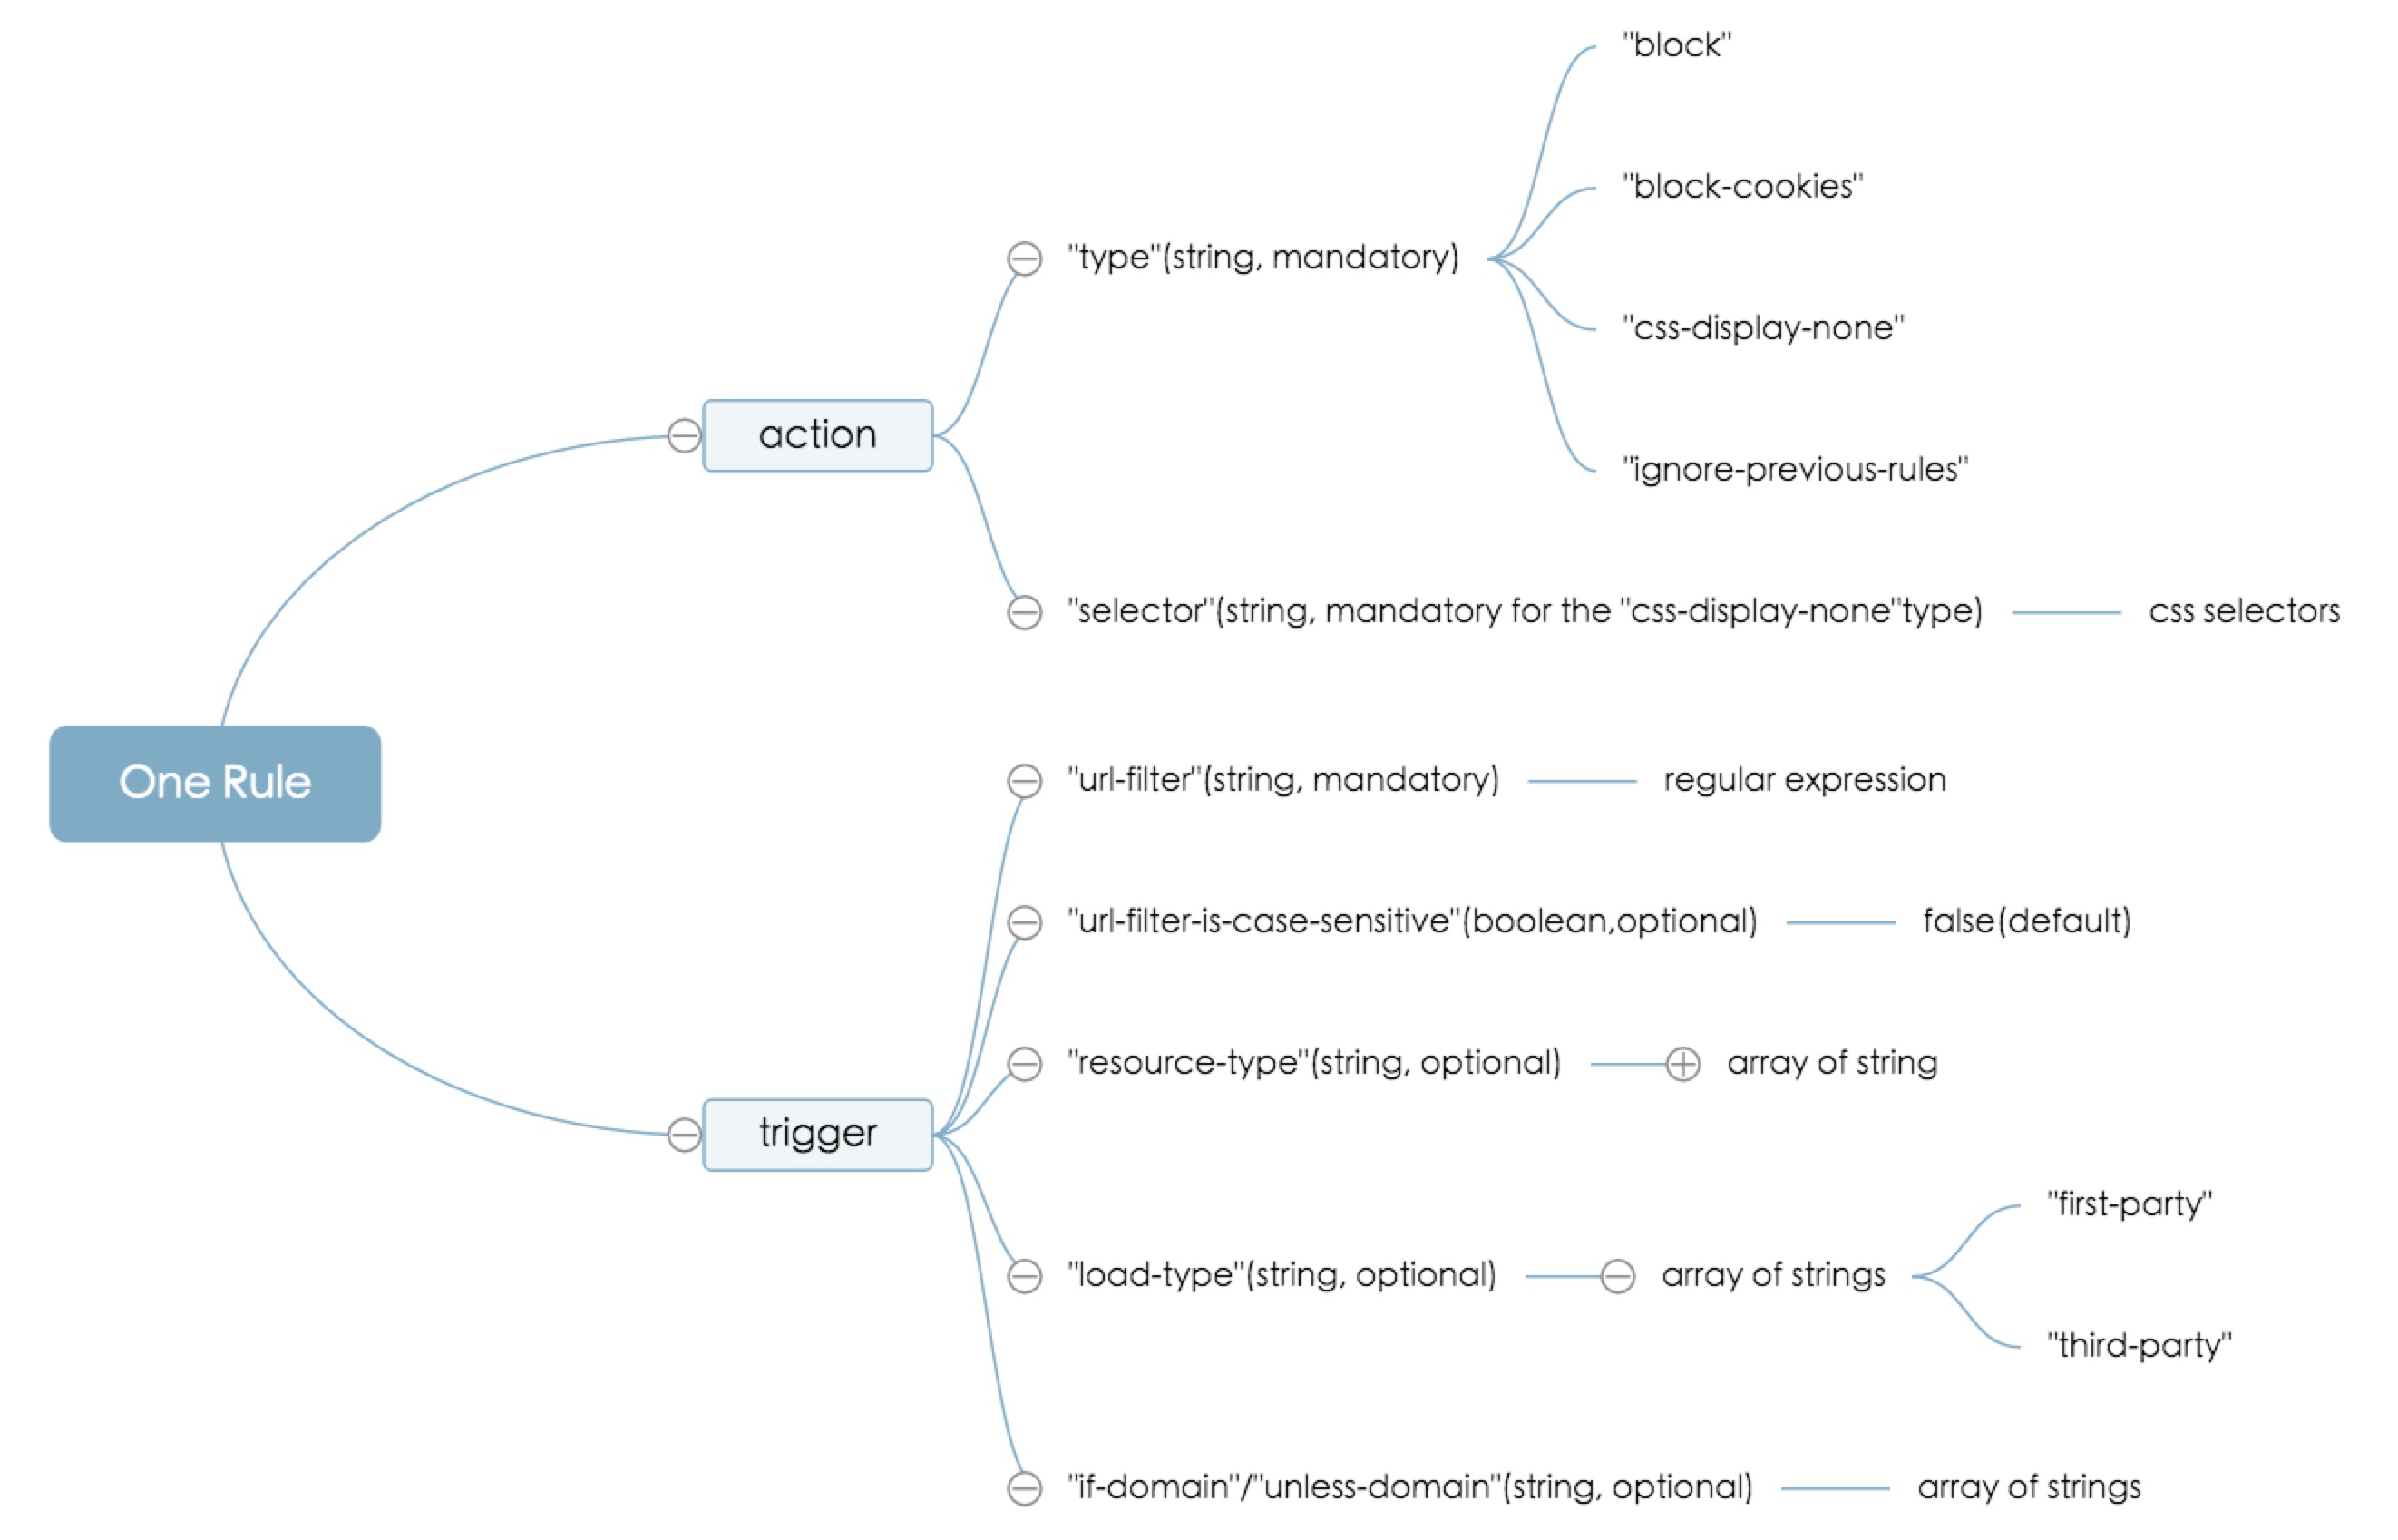 "block"
"block-cookies"
"type"(string, mandatory)
"css-display-none"
action
"ignore-previous-rules"
"selector"(string, mandatory for the "css-display-none"type)
css selectors
One Rule
"url-filter"(string, mandatory)
regular expression
"url-filter-is-case-sensitive"(boolean,optional)
false(default)
"resource-type"(string, optional)
array of string
trigger
"first-party"
"load-type"(string, optional)
array of strings
"third-party"
"if-domain"/"unless-domain"(string, optional)
array of strings